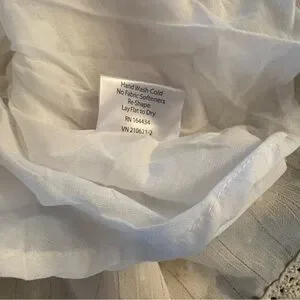 Hand Wash Cold
No Fabric Softeners
Re-Shape
Lay Flat to Dry
RN 164434
VN 210621-2